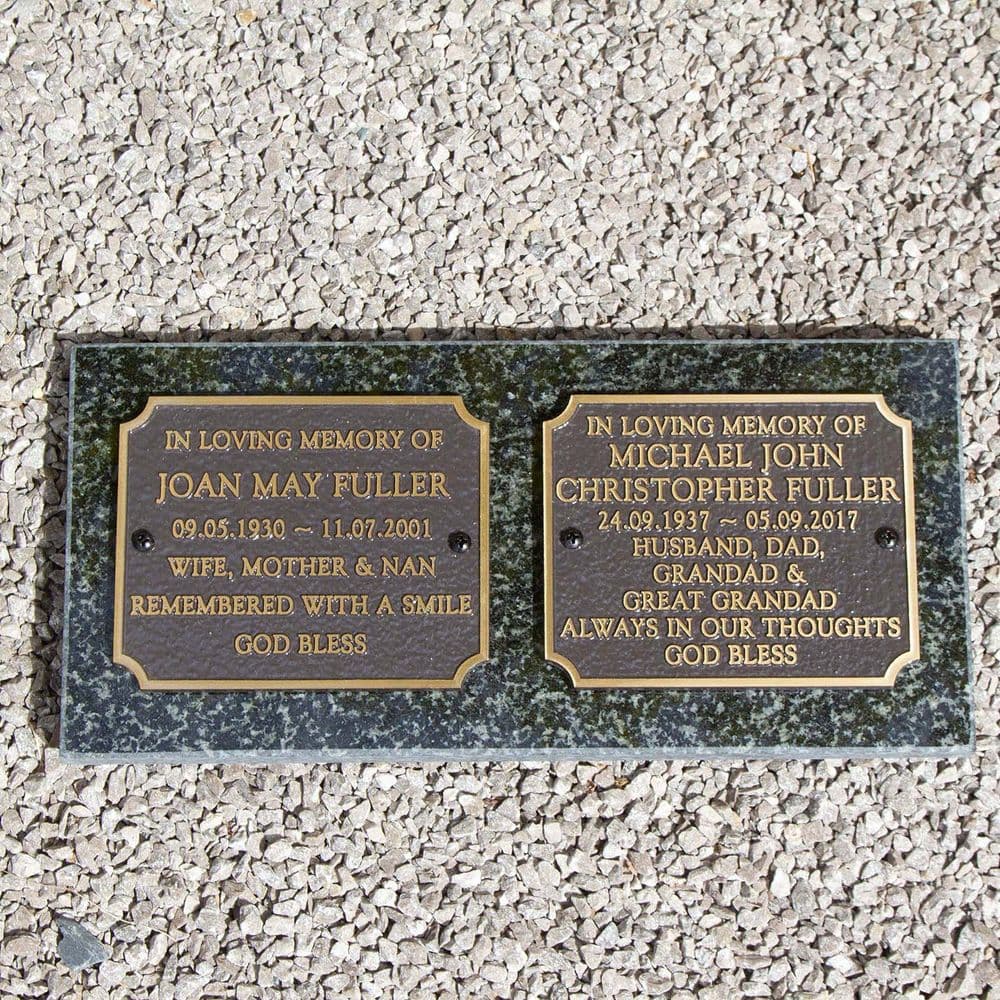 IN LOVING MEMORY OF
JOAN MAY FULLER
09.05.1930 ~ 11.07.2001
WIFE, MOTHER & NAN
REMEMBERED WITH A SMILE
GOD BLESS
IN LOVING MEMORY OF
MICHAEL JOHN
CHRISTOPHER FULLER
24.09.1937 ~ 05.09.2017
HUSBAND, DAD,
GRANDAD &
GREAT GRANDAD
ALWAYS IN OUR THOUGHTS
GOD BLESS